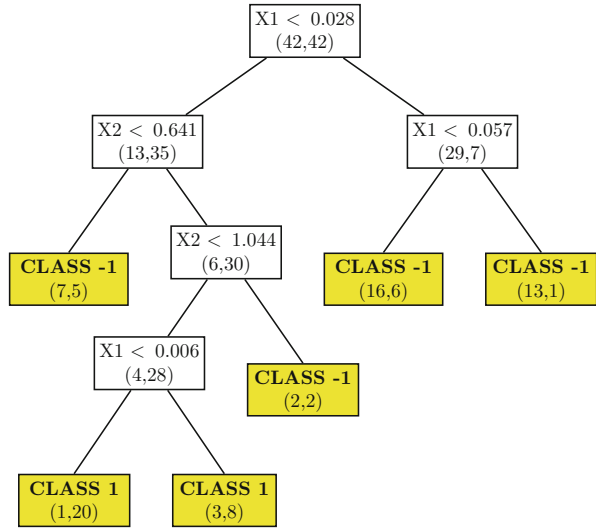 X1 < 0.028
(42,42)
X2 < 0.641
(13,35)
X1 < 0.057
(29,7)
CLASS -1
(7,5)
X2 < 1.044
(6,30)
CLASS -1
(16,6)
CLASS -1
(13,1)
X1 < 0.006
(4,28)
CLASS -1
(2,2)
CLASS 1
(1,20)
CLASS 1
(3,8)